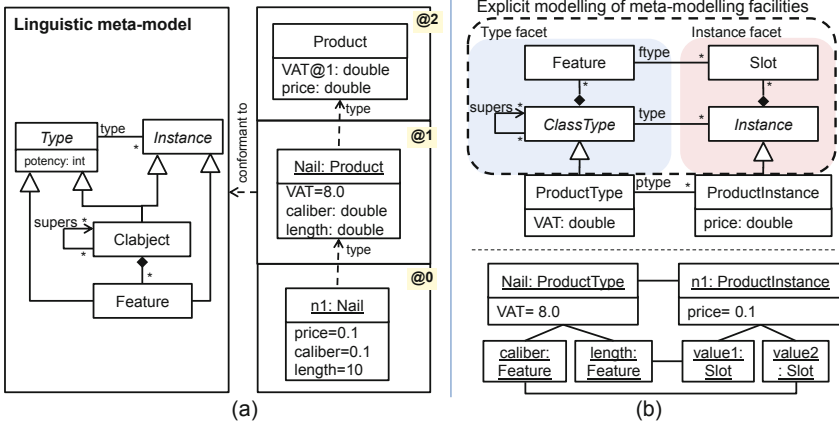 Linguistic meta-model
Type
potency: int
type
*
Instance
supers
*
*
Clabject
*
Feature
conformant to
@2
Product
VAT@1: double
price: double
type
@1
Nail: Product
VAT=8.0
caliber: double
length: double
type
@0
n1: Nail
price=0.1
caliber=0.1
length=10
(a)
Explicit modelling of meta-modelling facilities
Type facet
Instance facet
Feature
ftype
*
Slot
*
*
supers
*
*
ClassType
type
*
Instance
ProductType
VAT: double
ptype
*
ProductInstance
price: double
Nail: ProductType
VAT= 8.0
n1: ProductInstance
price= 0.1
caliber:
Feature
length:
Feature
value1:
Slot
value2
: Slot
(b)